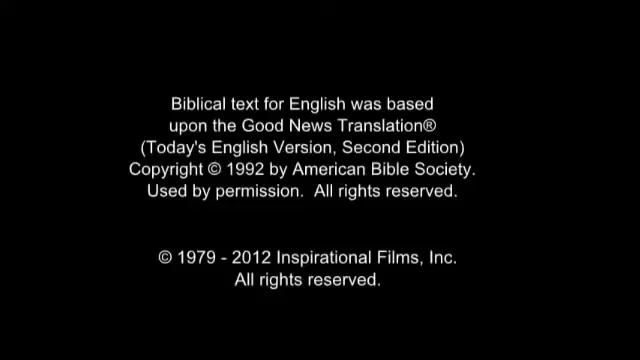 Biblical text for English was based
upon the Good News Translation®
(Today's English Version, Second Edition)
Copyright © 1992 by American Bible Society.
Used by permission.  All rights reserved.
© 1979 - 2012 Inspirational Films, Inc.
All rights reserved.